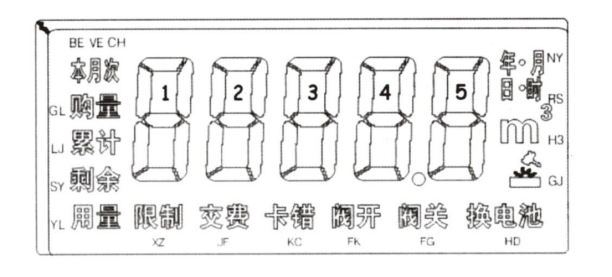 BE VE CH
本月次 年·月 NY
1 2 3 4 5 日·时 RS
GL 购量 m3 H3
LJ 累计
SY 剩余 GJ
YL 用量 限制 交费 卡错 阀开 阀关 换电池
XZ JF KC FK FG HD